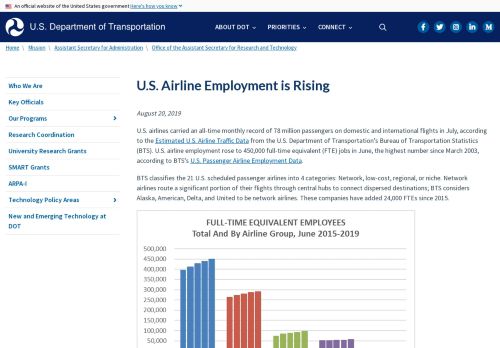 An official website of the United States government Here's how you know
U.S. Department of Transportation
ABOUT DOT
PRIORITIES
CONNECT
Home \ Mission \ Assistant Secretary for Administration \ Office of the Assistant Secretary for Research and Technology
Who We Are
Key Officials
Our Programs
Research Coordination
University Research Grants
SMART Grants
ARPA-I
Technology Policy Areas
New and Emerging Technology at
DOT
U.S. Airline Employment is Rising
August 20, 2019
U.S. airlines carried an all-time monthly record of 78 million passengers on domestic and international flights in July, according to
the Estimated U.S. Airline Traffic Data from the U.S. Department of Transportation's Bureau of Transportation Statistics
(BTS). U.S. airline employment rose to 450,000 full-time equivalent (FTE) jobs in June, the highest number since March 2003,
according to BTS's U.S. Passenger Airline Employment Data.
BTS classifies the 21 U.S. scheduled passenger airlines into 4 categories: Network, low-cost, regional, or niche. Network
airlines route a significant portion of their flights through central hubs to connect dispersed destinations; BTS considers
Alaska, American, Delta, and United to be network airlines. These companies have added 24,000 FTEs since 2015.
FULL-TIME EQUIVALENT EMPLOYEES
Total And By Airline Group, June 2015-2019
500,000
450,000
400,000
350,000
300,000
250,000
200,000
150,000
100,000
50,000